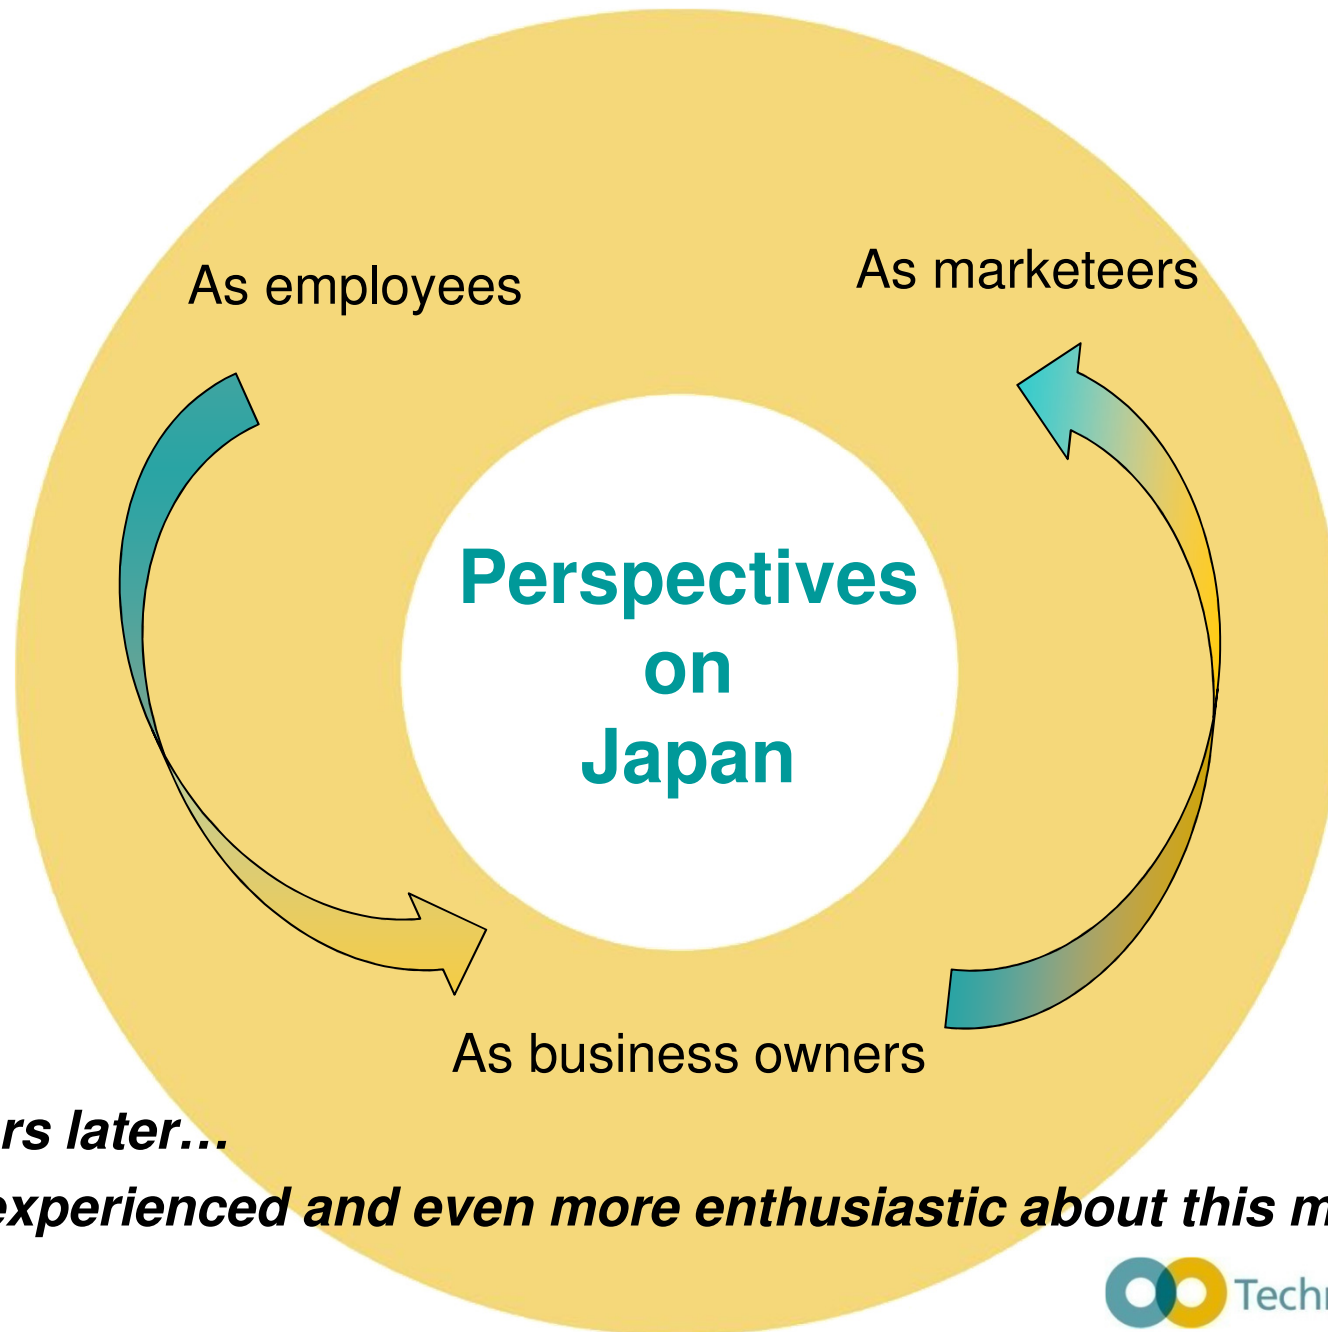 As employees
As marketeers
Perspectives
on
Japan
As business owners
rs later…
experienced and even more enthusiastic about this m
Techn